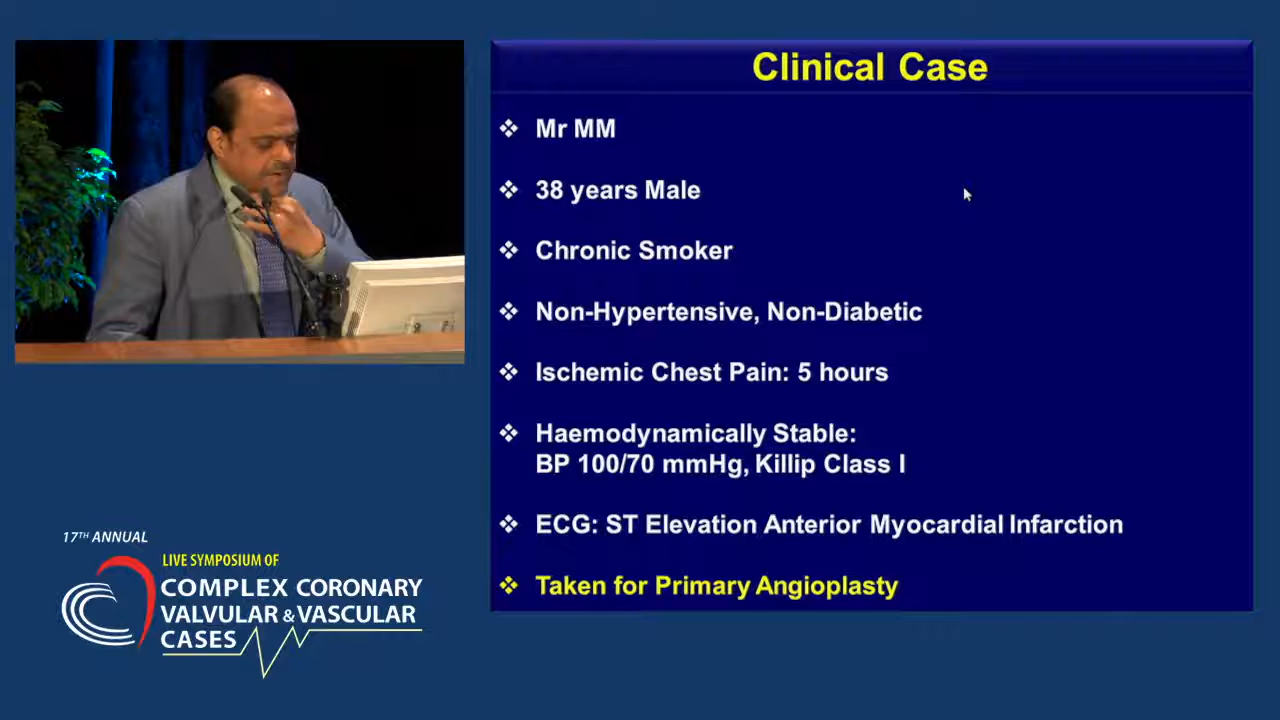 Clinical Case
Mr MM
38 years Male
Chronic Smoker
Non-Hypertensive, Non-Diabetic
Ischemic Chest Pain: 5 hours
Haemodynamically Stable:
BP 100/70 mmHg, Killip Class I
ECG: ST Elevation Anterior Myocardial Infarction
Taken for Primary Angioplasty
17TH ANNUAL
LIVE SYMPOSIUM OF
COMPLEX CORONARY
VALVULAR & VASCULAR
CASES